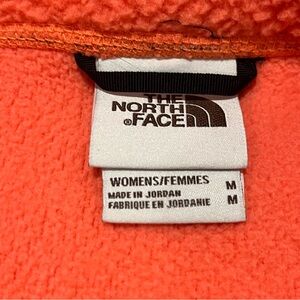 THE
NORTH
®FACE
WOMENS/FEMMES M
MADE IN JORDAN M
FABRIQUE EN JORDANIE